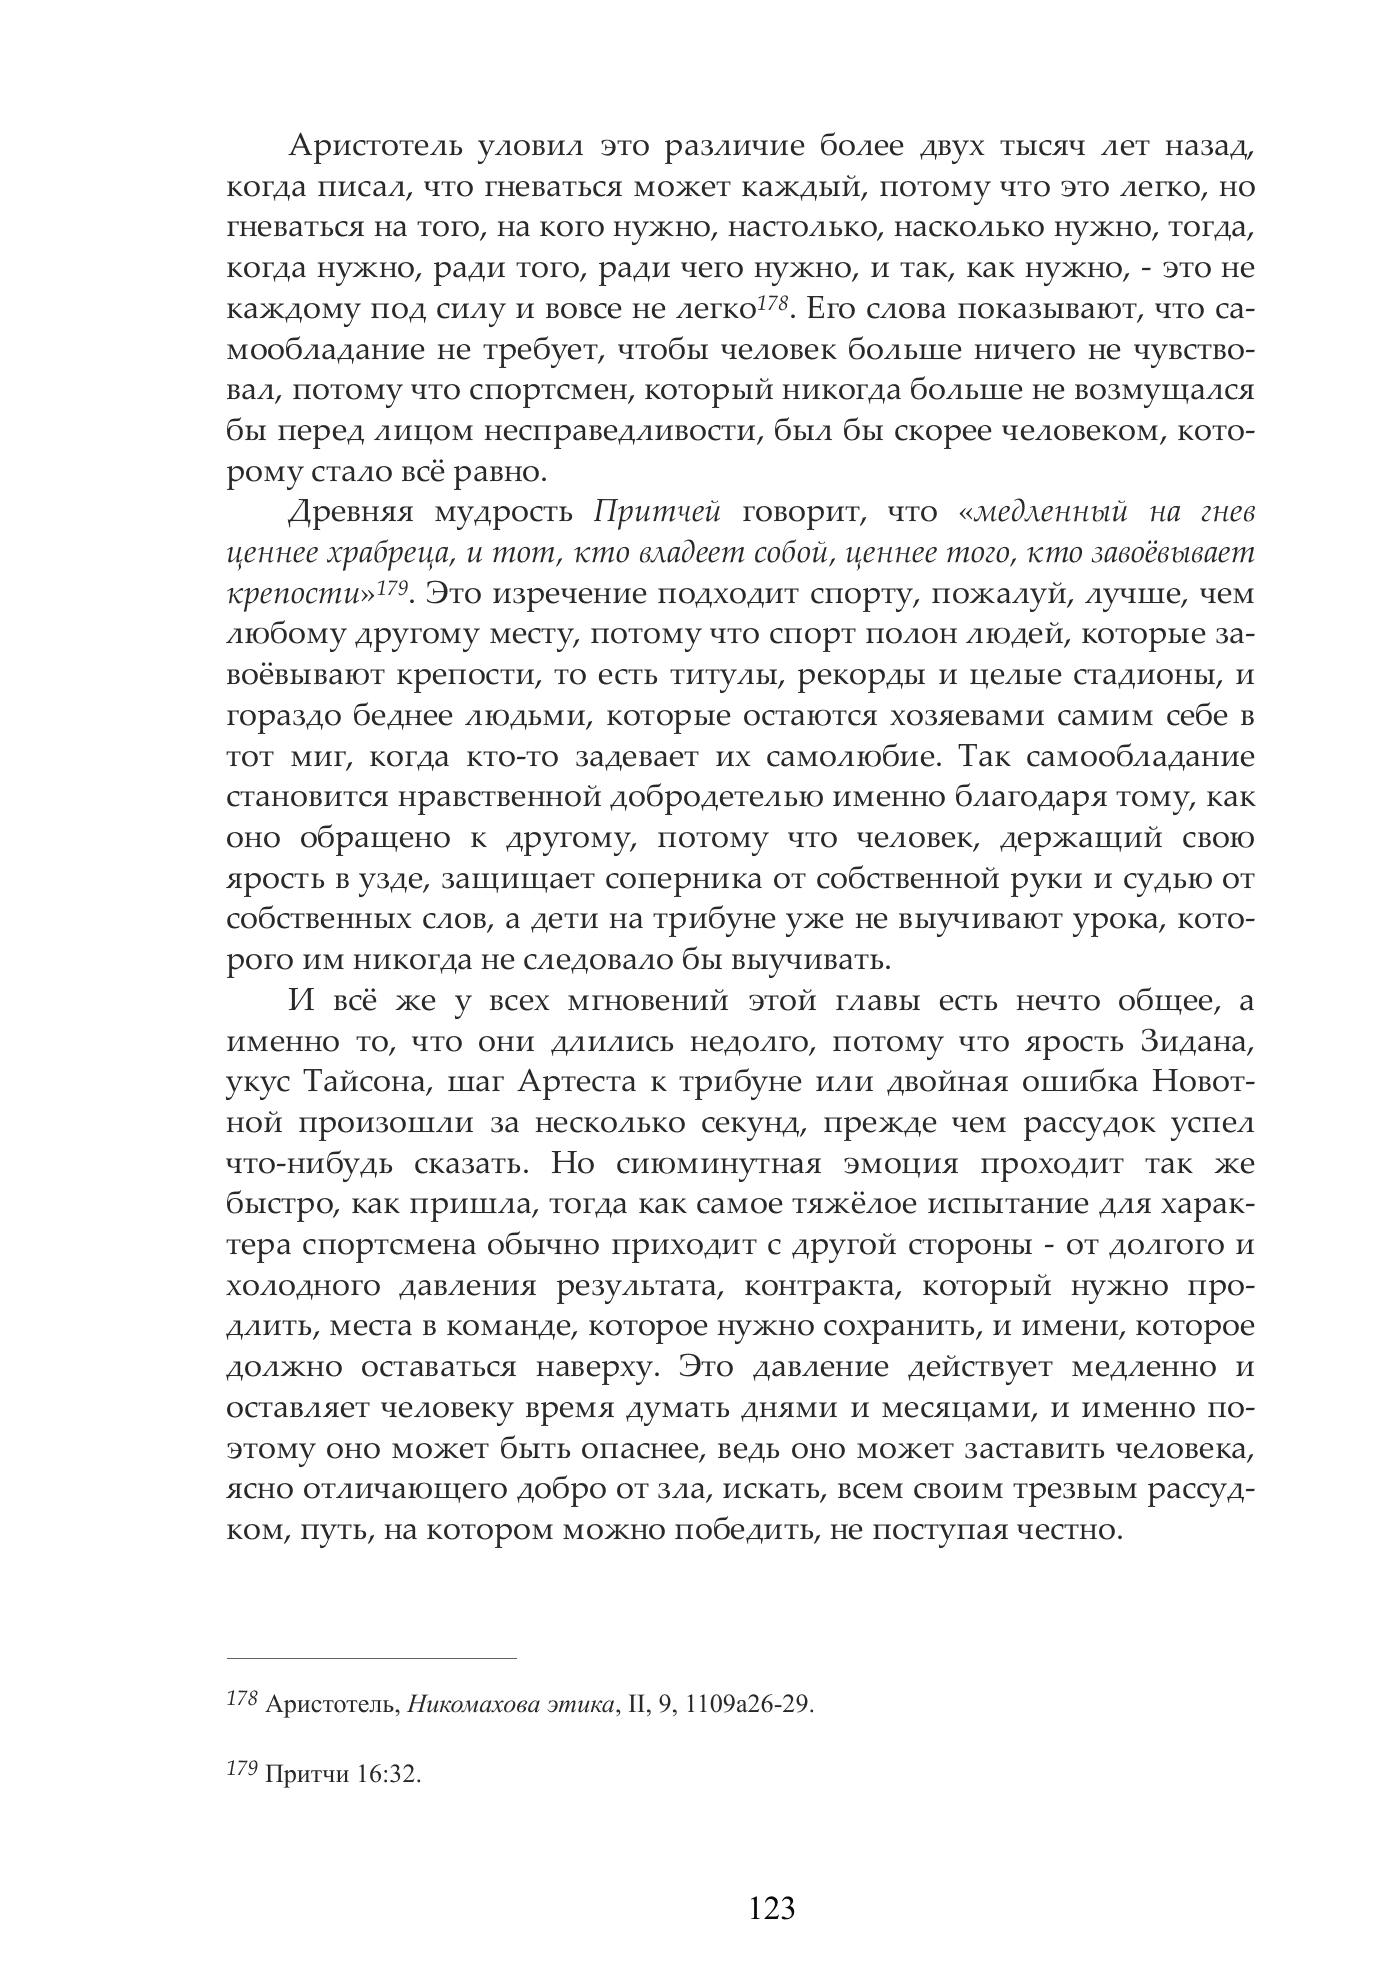 Аристотель уловил это различие более двух тысяч лет назад,
когда писал, что гневаться может каждый, потому что это легко, но
гневаться на того, на кого нужно, настолько, насколько нужно, тогда,
когда нужно, ради того, ради чего нужно, и так, как нужно, - это не
каждому под силу и вовсе не легко178. Его слова показывают, что са-
мообладание не требует, чтобы человек больше ничего не чувство-
вал, потому что спортсмен, который никогда больше не возмущался
бы перед лицом несправедливости, был бы скорее человеком, кото-
рому стало всё равно.
Древняя мудрость Притчей говорит, что «медленный на гнев
ценнее храбреца, и тот, кто владеет собой, ценнее того, кто завоёвывает
крепости»179. Это изречение подходит спорту, пожалуй, лучше, чем
любому другому месту, потому что спорт полон людей, которые за-
воёвывают крепости, то есть титулы, рекорды и целые стадионы, и
гораздо беднее людьми, которые остаются хозяевами самим себе в
тот миг, когда кто-то задевает их самолюбие. Так самообладание
становится нравственной добродетелью именно благодаря тому, как
оно обращено к другому, потому что человек, держащий свою
ярость в узде, защищает соперника от собственной руки и судью от
собственных слов, а дети на трибуне уже не выучивают урока, кото-
рого им никогда не следовало бы выучивать.
И всё же у всех мгновений этой главы есть нечто общее, а
именно то, что они длились недолго, потому что ярость Зидана,
укус Тайсона, шаг Артеста к трибуне или двойная ошибка Новот-
ной произошли за несколько секунд, прежде чем рассудок успел
что-нибудь сказать. Но сиюминутная эмоция проходит так же
быстро, как пришла, тогда как самое тяжёлое испытание для харак-
тера спортсмена обычно приходит с другой стороны - от долгого и
холодного давления результата, контракта, который нужно про-
длить, места в команде, которое нужно сохранить, и имени, которое
должно оставаться наверху. Это давление действует медленно и
оставляет человеку время думать днями и месяцами, и именно по-
этому оно может быть опаснее, ведь оно может заставить человека,
ясно отличающего добро от зла, искать, всем своим трезвым рассуд-
ком, путь, на котором можно победить, не поступая честно.
178 Аристотель, Никомахова этика, II, 9, 1109a26-29.
179 Притчи 16:32.
123